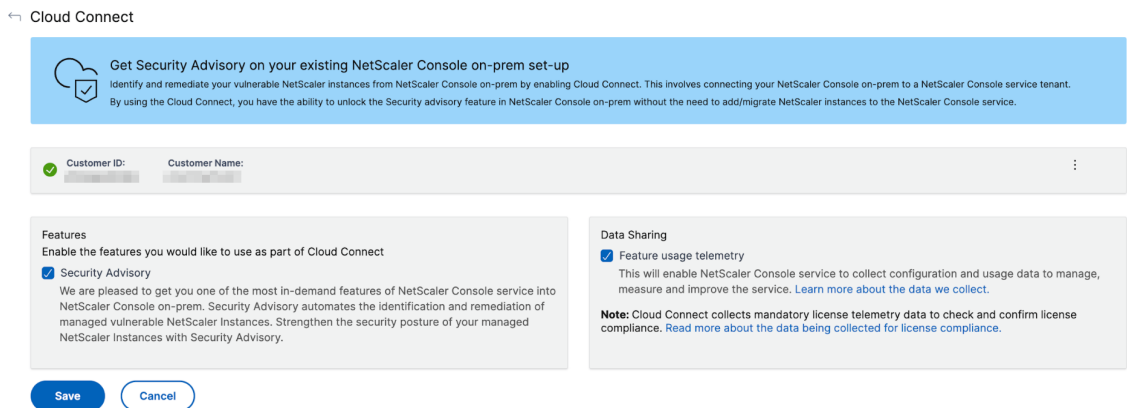 Cloud Connect
Get Security Advisory on your existing NetScaler Console on-prem set-up
Identify and remediate your vulnerable NetScaler instances from NetScaler Console on-prem by enabling Cloud Connect. This involves connecting your NetScaler Console on-prem to a NetScaler Console service tenant.
By using the Cloud Connect, you have the ability to unlock the Security advisory feature in NetScaler Console on-prem without the need to add/migrate NetScaler instances to the NetScaler Console service.
Customer ID: Customer Name:
Features
Enable the features you would like to use as part of Cloud Connect
Security Advisory
We are pleased to get you one of the most in-demand features of NetScaler Console service into
NetScaler Console on-prem. Security Advisory automates the identification and remediation of
managed vulnerable NetScaler Instances. Strengthen the security posture of your managed
NetScaler Instances with Security Advisory.
Data Sharing
Feature usage telemetry
This will enable NetScaler Console service to collect configuration and usage data to manage,
measure and improve the service. Learn more about the data we collect.
Note: Cloud Connect collects mandatory license telemetry data to check and confirm license
compliance. Read more about the data being collected for license compliance.
Save Cancel